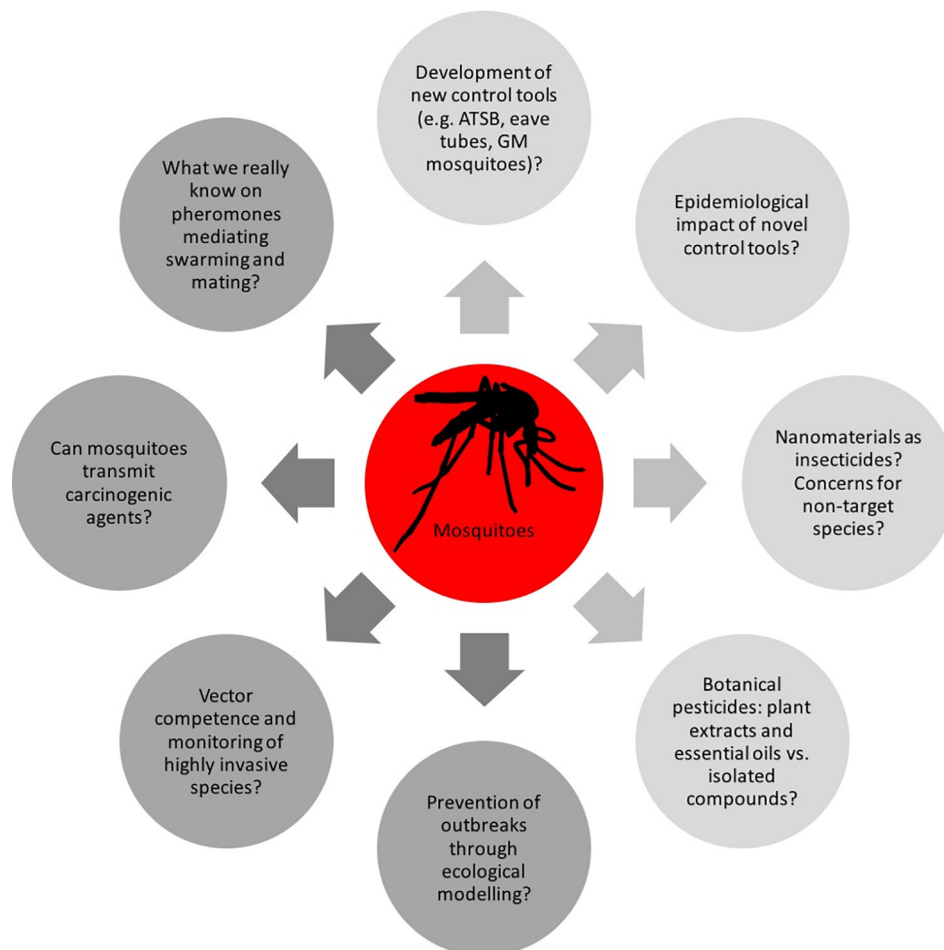 Development of
new control tools
(e.g. ATSB, eave
tubes, GM
mosquitoes)?
Epidemiological
impact of novel
control tools?
Nanomaterials as
insecticides?
Concerns for
non-target
species?
Botanical
pesticides: plant
extracts and
essential oils vs.
isolated
compounds?
Prevention of
outbreaks
through
ecological
modelling?
Vector
competence and
monitoring of
highly invasive
species?
Can mosquitoes
transmit
carcinogenic
agents?
What we really
know on
pheromones
mediating
swarming and
mating?
Mosquitoes